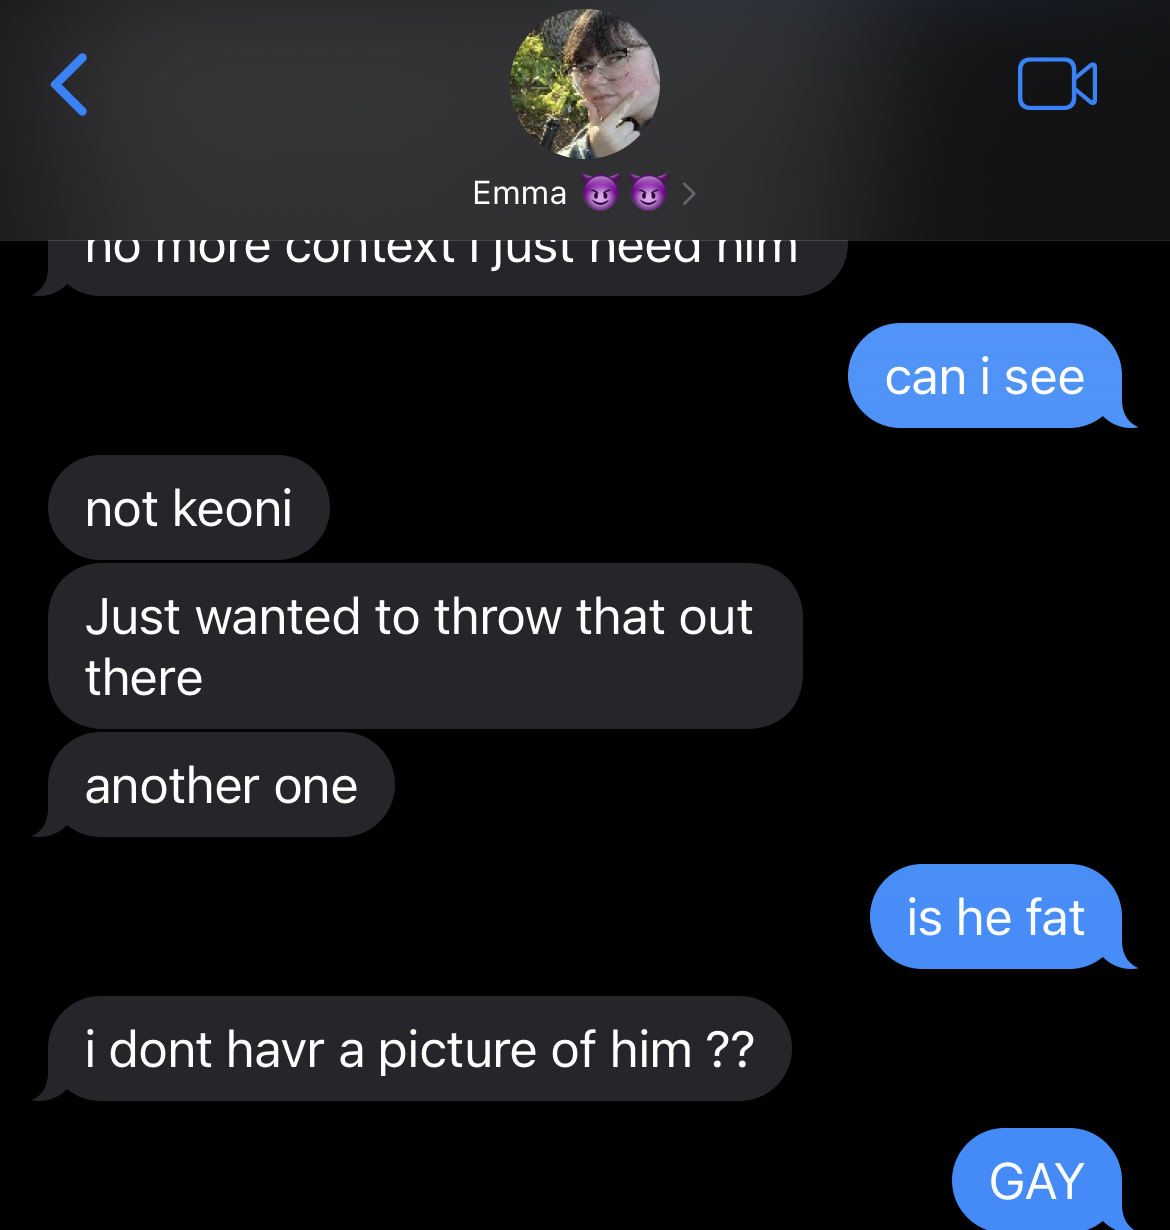 Emma 😈😈
no more context i just need him
can i see
not keoni
Just wanted to throw that out
there
another one
is he fat
i dont havr a picture of him ??
GAY